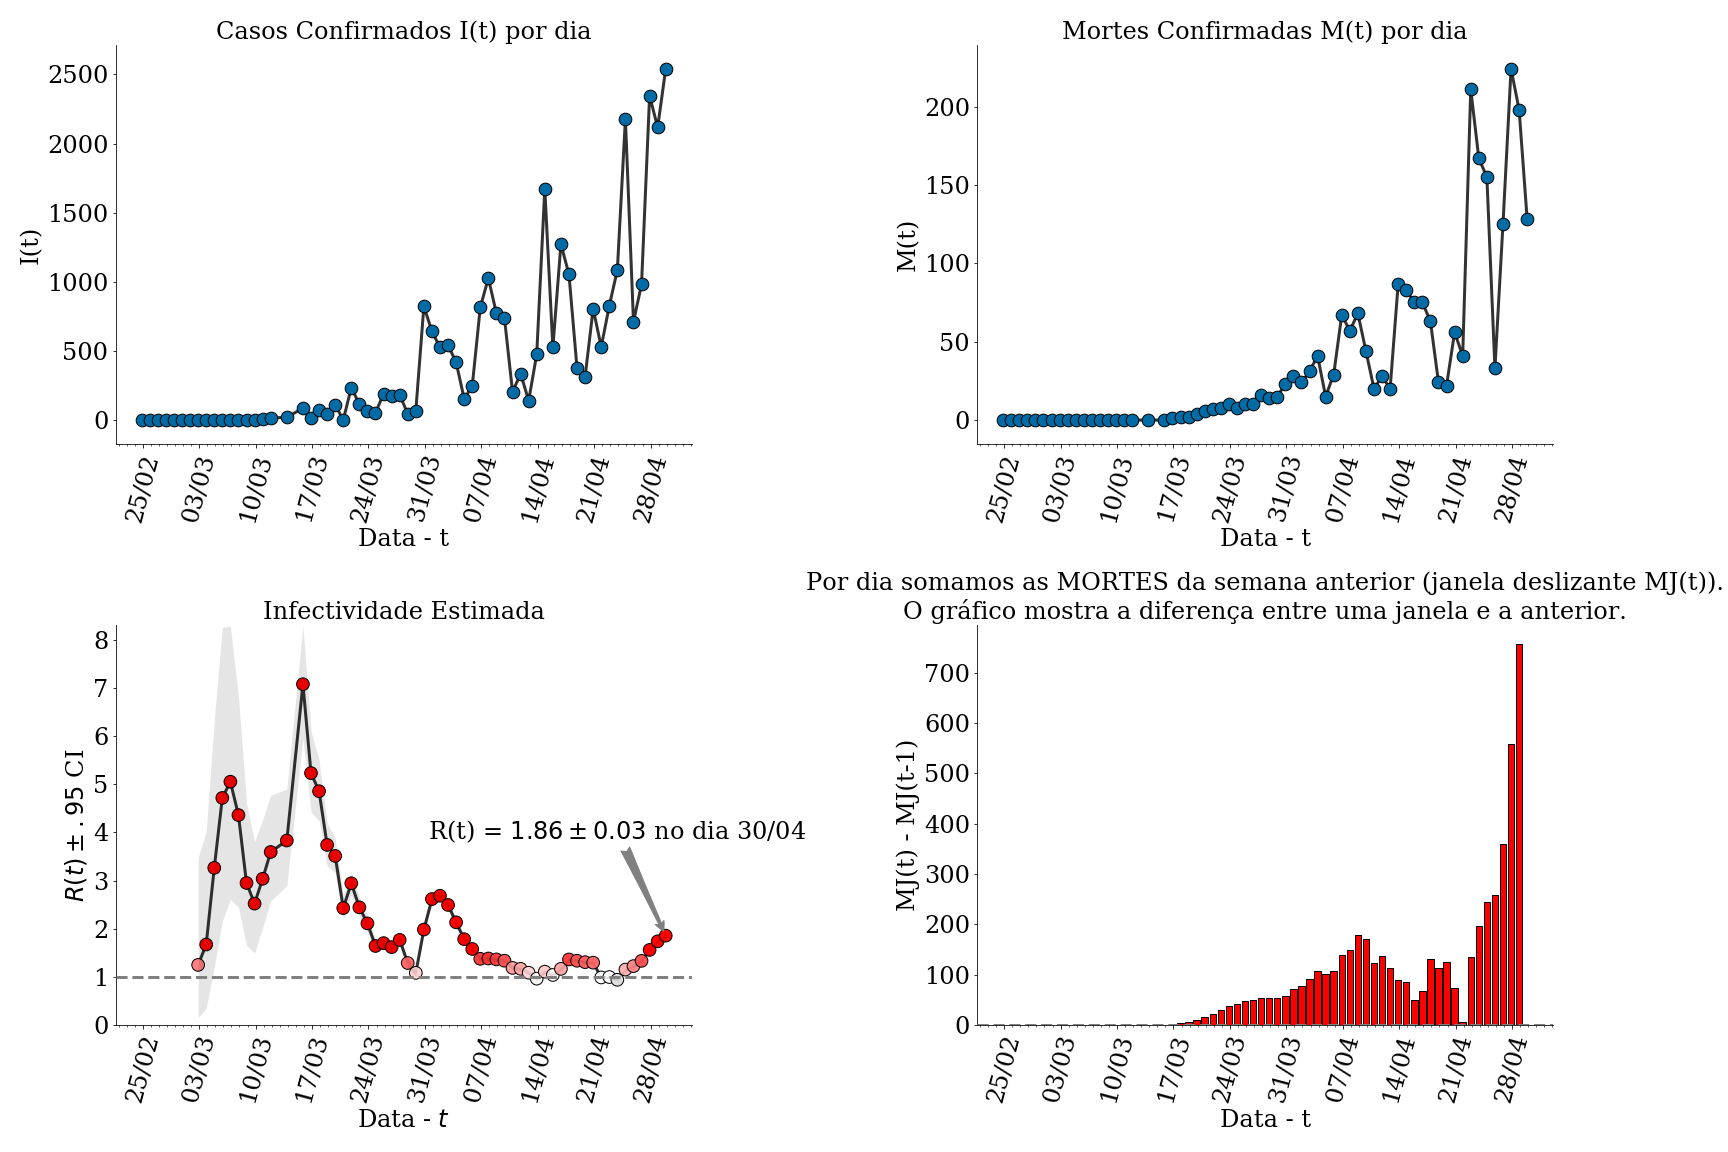 Casos Confirmados I(t) por dia
I(t)
2500
2000
1500
1000
500
0
25/02 03/03 10/03 17/03 24/03 31/03 07/04 14/04 21/04 28/04
Data - t
Mortes Confirmadas M(t) por dia
M(t)
200
150
100
50
0
25/02 03/03 10/03 17/03 24/03 31/03 07/04 14/04 21/04 28/04
Data - t
Infectividade Estimada
R(t) ± .95 CI
8
7
6
5
4
3
2
1
0
R(t) = 1.86 ± 0.03 no dia 30/04
25/02 03/03 10/03 17/03 24/03 31/03 07/04 14/04 21/04 28/04
Data - t
Por dia somamos as MORTES da semana anterior (janela deslizante MJ(t)).
O gráfico mostra a diferença entre uma janela e a anterior.
MJ(t) - MJ(t-1)
700
600
500
400
300
200
100
0
25/02 03/03 10/03 17/03 24/03 31/03 07/04 14/04 21/04 28/04
Data - t